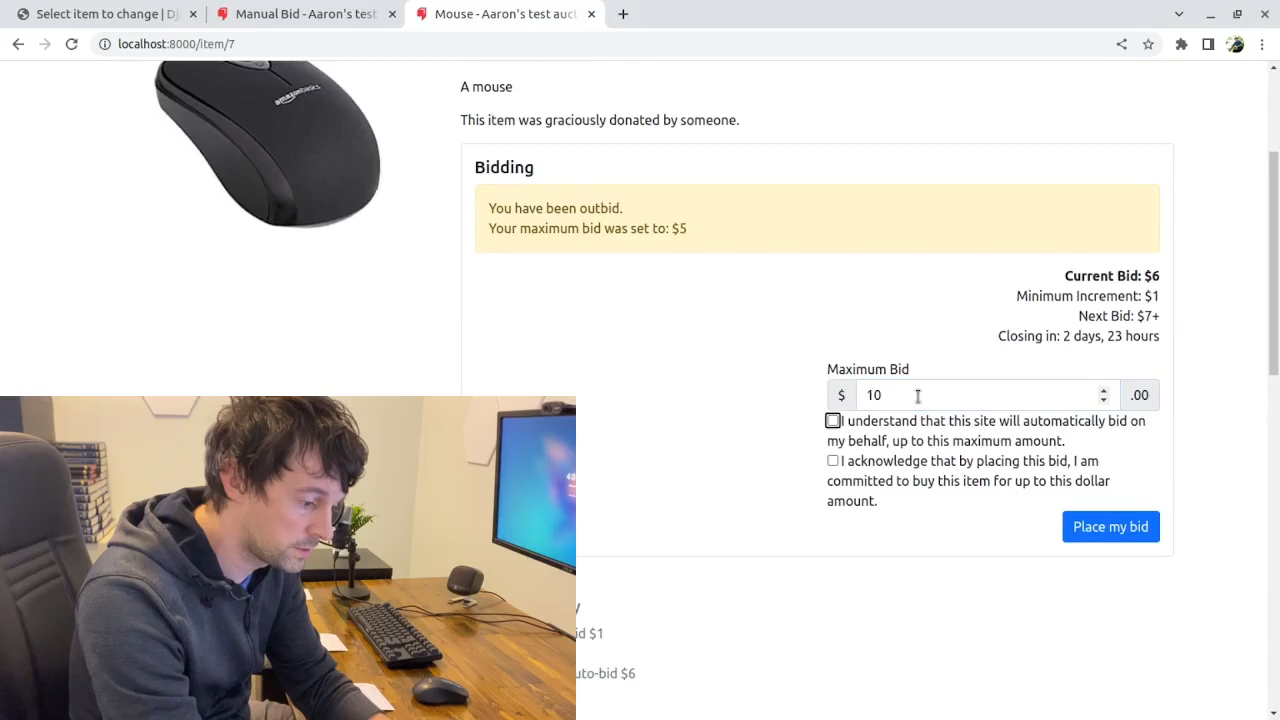 Select item to change | Dj
Manual Bid - Aaron's test
Mouse - Aaron's test auct
localhost:8000/item/7
amazonbasics
A mouse
This item was graciously donated by someone.
Bidding
You have been outbid.
Your maximum bid was set to: $5
Current Bid: $6
Minimum Increment: $1
Next Bid: $7+
Closing in: 2 days, 23 hours
Maximum Bid
$ 10 .00
I understand that this site will automatically bid on
my behalf, up to this maximum amount.
I acknowledge that by placing this bid, I am
committed to buy this item for up to this dollar
amount.
Place my bid
y
id $1
uto-bid $6